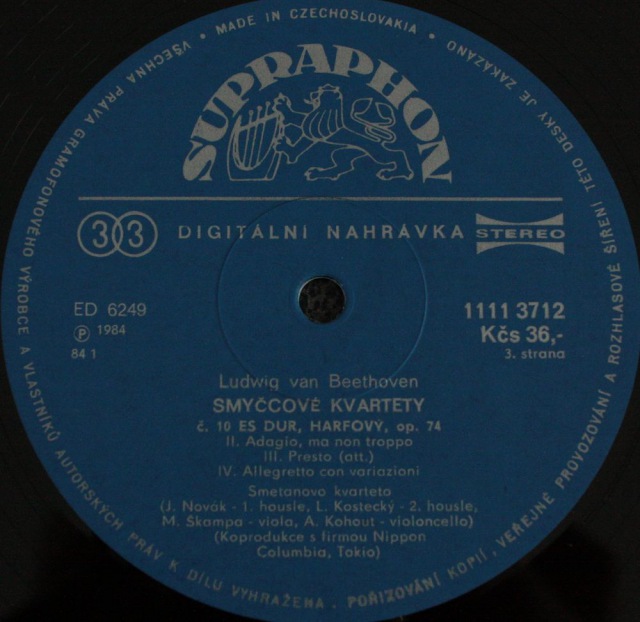 • MADE IN CZECHOSLOVAKIA •
VŠECHNA PRÁVA GRAMOFONOVÉHO VÝROBCE A VLASTNÍKŮ AUTORSKÝCH PRÁV K DÍLU VYHRAŽENA . POŘIZOVÁNÍ KOPIÍ, VEŘEJNÉ PROVOZOVÁNÍ A ROZHLASOVÉ ŠÍŘENÍ TÉTO DESKY JE ZAKÁZÁNO
SUPRAPHON
33 DIGITÁLNÍ NAHRÁVKA STEREO
ED 6249 1111 3712
Ⓟ 1984 Kčs 36,-
84 1 3. strana
Ludwig van Beethoven
SMYČCOVÉ KVARTETY
č. 10 ES DUR, HARFOVÝ, op. 74
II. Adagio, ma non troppo
III. Presto (att.)
IV. Allegretto con variazioni
Smetanovo kvarteto
(J. Novák - 1. housle, L. Kostecký - 2. housle,
M. Škampa - viola, A. Kohout - violoncello)
(Koprodukce s firmou Nippon
Columbia, Tokio)